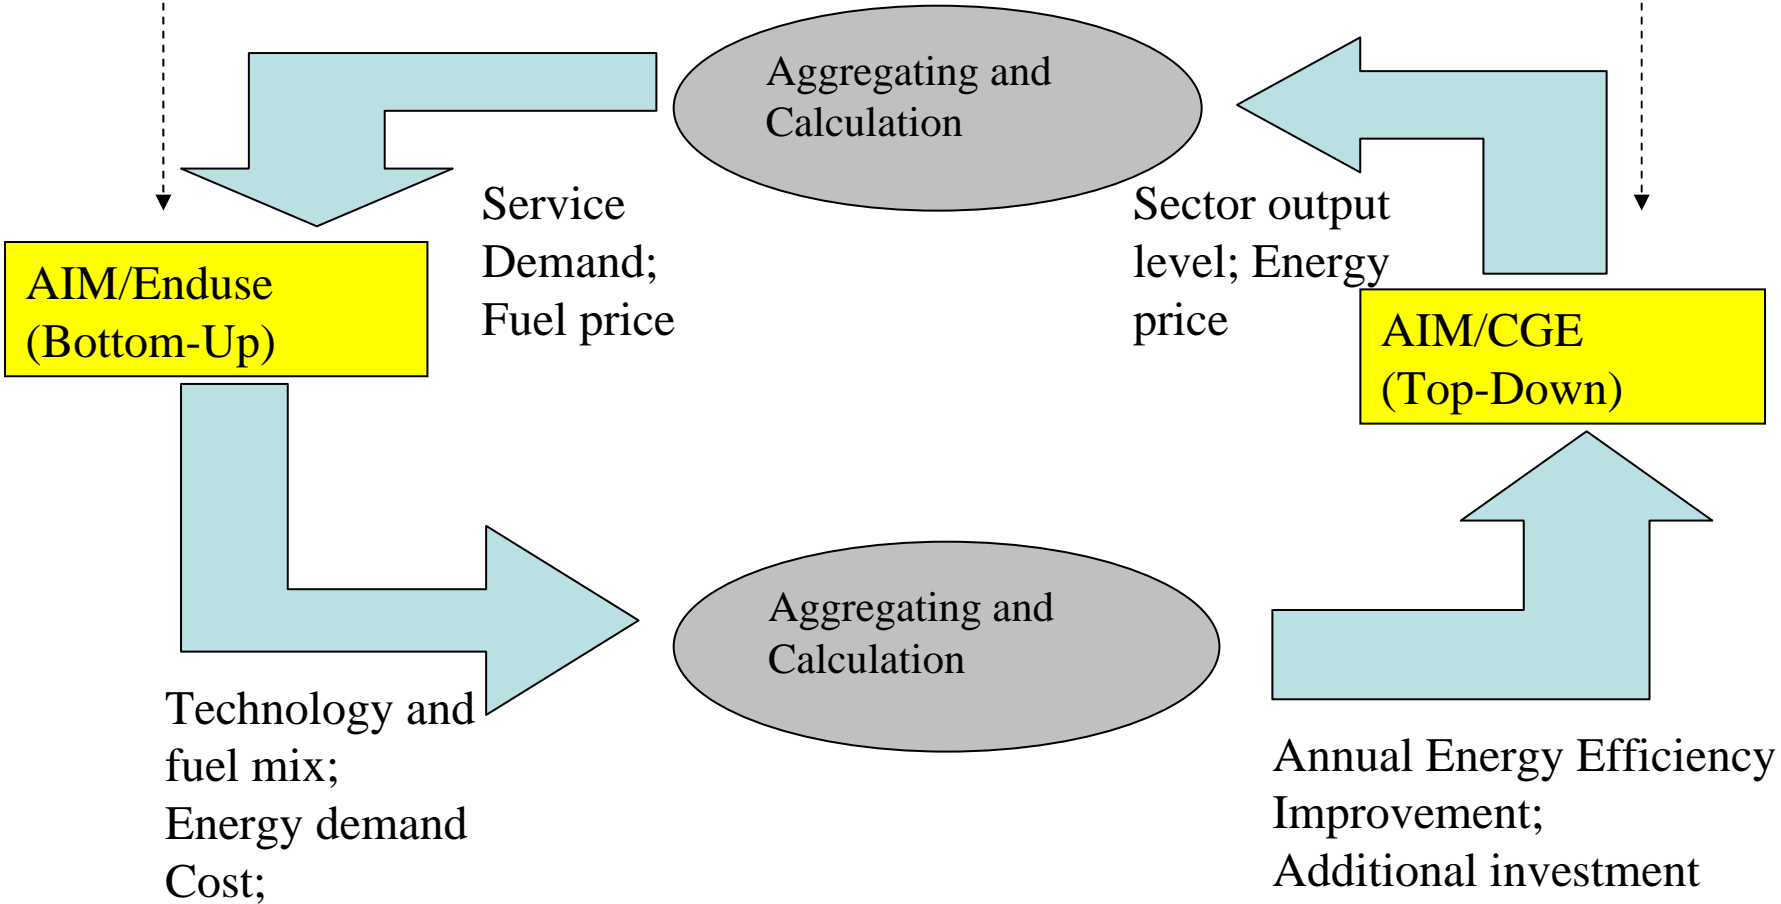 Aggregating and
Calculation
Service
Demand;
Fuel price
Sector output
level; Energy
price
AIM/Enduse
(Bottom-Up)
AIM/CGE
(Top-Down)
Aggregating and
Calculation
Technology and
fuel mix;
Energy demand
Cost;
Annual Energy Efficiency
Improvement;
Additional investment